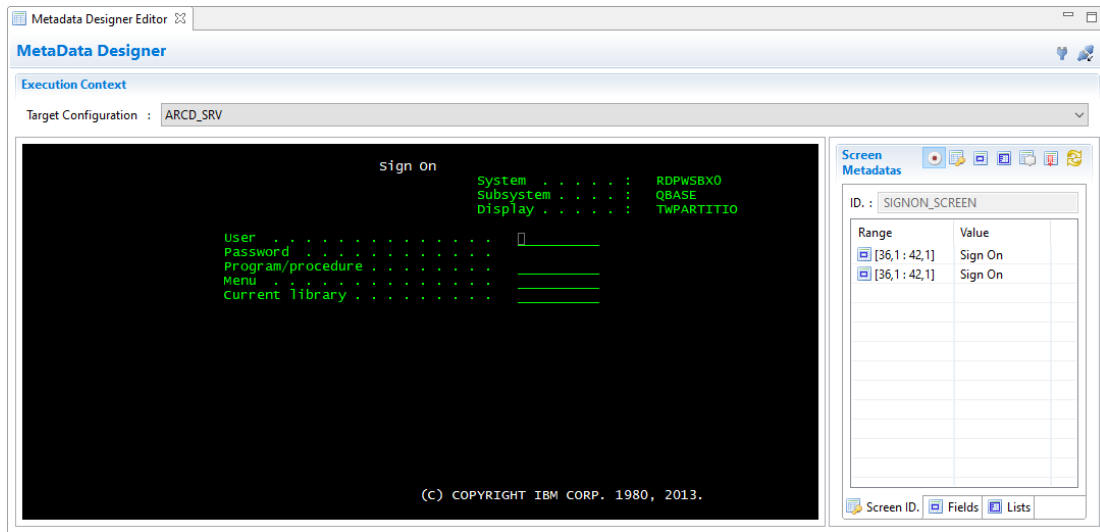 Metadata Designer Editor
MetaData Designer
Execution Context
Target Configuration : ARCD_SRV
Sign On
System . . . . . : RDPWSBX0
Subsystem . . . . : QBASE
Display . . . . . : TWPARTITIO
User . . . . . . . . . . . . . .
Password . . . . . . . . . . . .
Program/procedure . . . . . . . .
Menu . . . . . . . . . . . . . .
Current library . . . . . . . . .
(C) COPYRIGHT IBM CORP. 1980, 2013.
Screen Metadatas
ID. : SIGNON_SCREEN
Range Value
[36,1 : 42,1] Sign On
[36,1 : 42,1] Sign On
Screen ID. Fields Lists